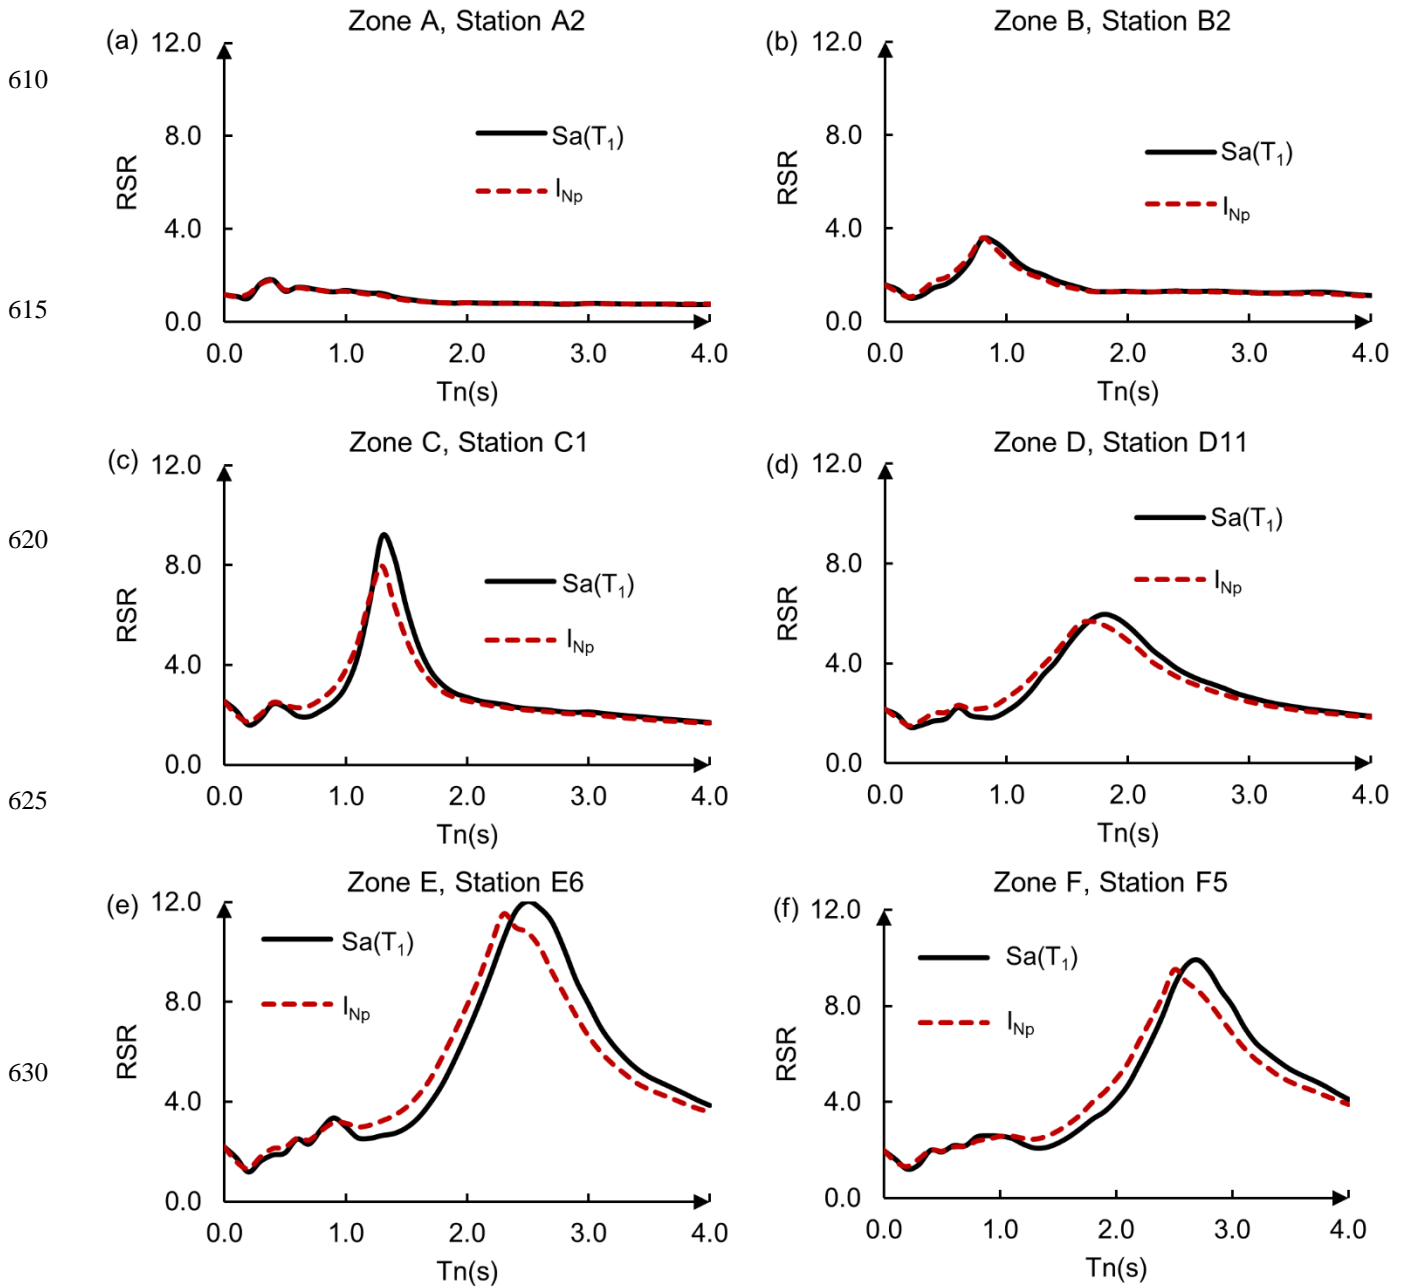 Zone A, Station A2
(a)
12.0
8.0
4.0
0.0
RSR
Sa(T₁)
I_Np
0.0 1.0 2.0 3.0 4.0
Tn(s)
Zone B, Station B2
(b)
12.0
8.0
4.0
0.0
RSR
Sa(T₁)
I_Np
0.0 1.0 2.0 3.0 4.0
Tn(s)
610
615
Zone C, Station C1
(c)
12.0
8.0
4.0
0.0
RSR
Sa(T₁)
I_Np
0.0 1.0 2.0 3.0 4.0
Tn(s)
Zone D, Station D11
(d)
12.0
8.0
4.0
0.0
RSR
Sa(T₁)
I_Np
0.0 1.0 2.0 3.0 4.0
Tn(s)
620
625
Zone E, Station E6
(e)
12.0
8.0
4.0
0.0
RSR
Sa(T₁)
I_Np
0.0 1.0 2.0 3.0 4.0
Tn(s)
Zone F, Station F5
(f)
12.0
8.0
4.0
0.0
RSR
Sa(T₁)
I_Np
0.0 1.0 2.0 3.0 4.0
Tn(s)
630